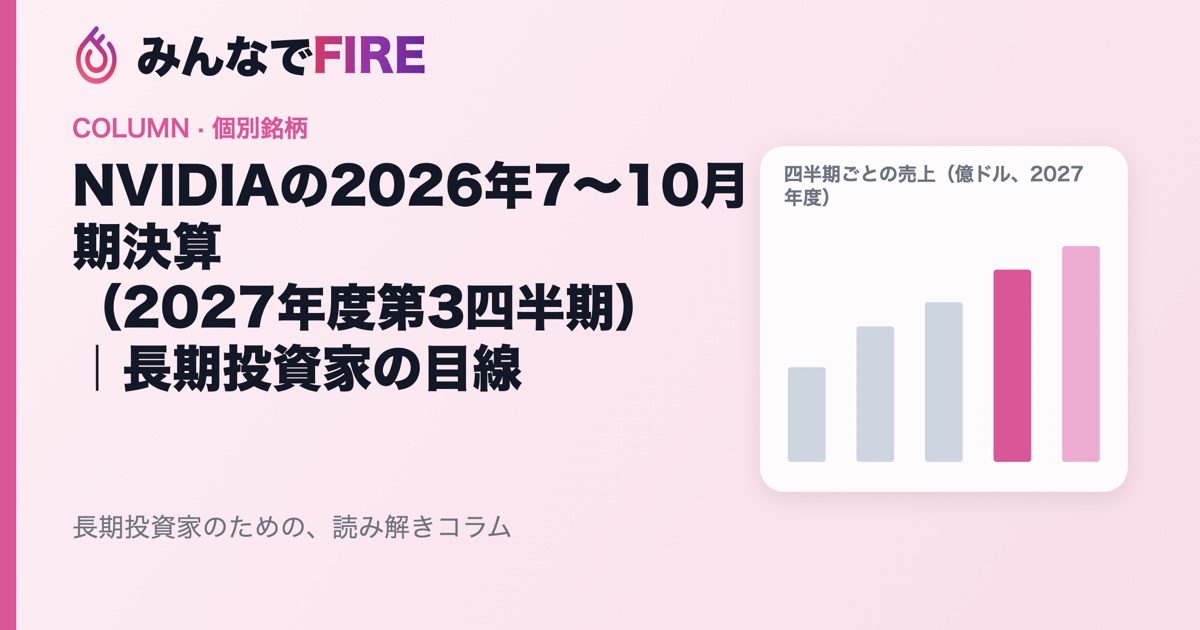 みんなでFIRE
COLUMN · 個別銘柄
NVIDIAの2026年7〜10月
期決算
（2027年度第3四半期）
｜長期投資家の目線
四半期ごとの売上（億ドル、2027
年度）
長期投資家のための、読み解きコラム